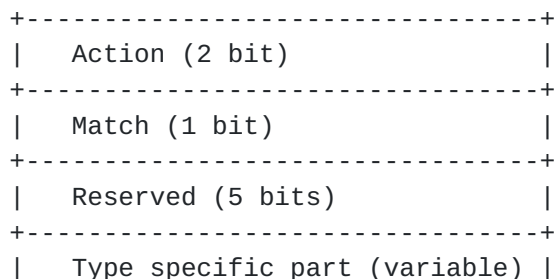 +---------------------------------+
|   Action (2 bit)                |
+---------------------------------+
|   Match (1 bit)                 |
+---------------------------------+
|   Reserved (5 bits)             |
+---------------------------------+
|   Type specific part (variable) |